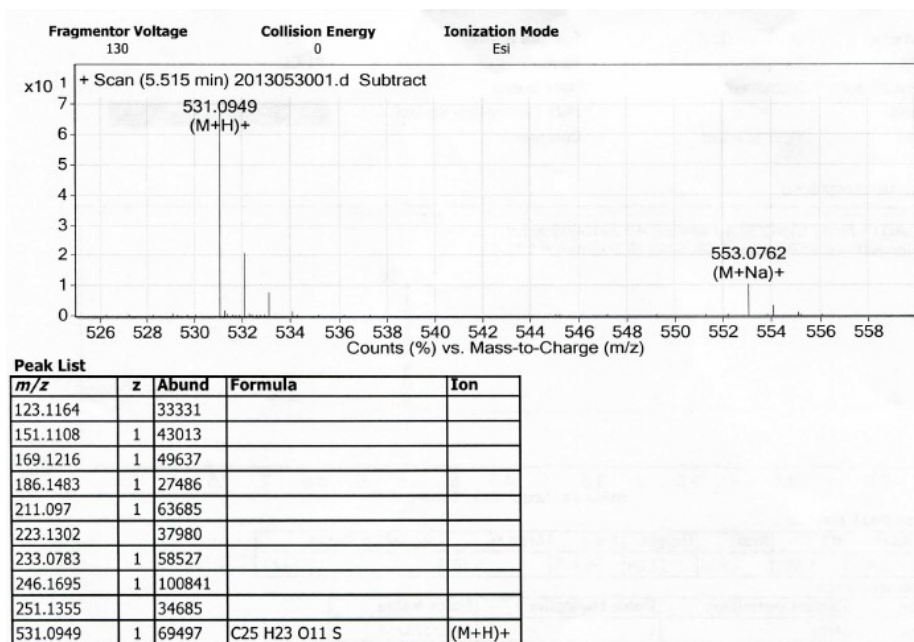 Fragmentor Voltage Collision Energy Ionization Mode
130 0 Esi
x10 1
+ Scan (5.515 min) 2013053001.d Subtract
7
531.0949
(M+H)+
6
5
4
3
2
553.0762
(M+Na)+
1
0
526 528 530 532 534 536 538 540 542 544 546 548 550 552 554 556 558
Counts (%) vs. Mass-to-Charge (m/z)
Peak List
m/z z Abund Formula Ion
123.1164 33331
151.1108 1 43013
169.1216 1 49637
186.1483 1 27486
211.097 1 63685
223.1302 37980
233.0783 1 58527
246.1695 1 100841
251.1355 34685
531.0949 1 69497 C25 H23 O11 S (M+H)+